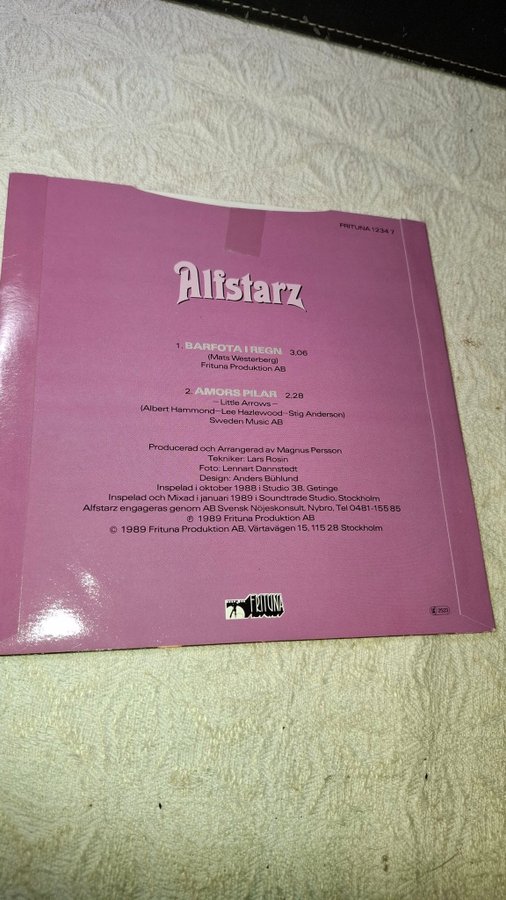 FRITUNA 1234 7
Alfstarz
1. BARFOTA I REGN 3,06
(Mats Westerberg)
Frituna Produktion AB
2. AMORS PILAR 2.28
—Little Arrows—
(Albert Hammond—Lee Hazlewood—Stig Anderson)
Sweden Music AB
Producerad och Arrangerad av Magnus Persson
Tekniker: Lars Rosin
Foto: Lennart Dannstedt
Design: Anders Bühlund
Inspelad i oktober 1988 i Studio 38, Getinge
Inspelad och Mixad i januari 1989 i Soundtrade Studio, Stockholm
Alfstarz engageras genom AB Svensk Nöjeskonsult, Nybro, Tel 0481-155 85
℗ 1989 Frituna Produktion AB
© 1989 Frituna Produktion AB, Värtavägen 15, 115 28 Stockholm
FRITUNA